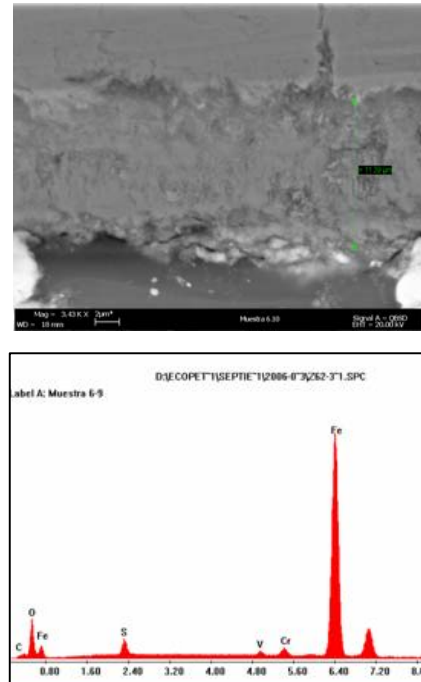 Mag = 3.43 K X 2µm* Muestra 6.10 Signal A = QBSD
WD = 18 mm EHT = 20.00 kV
D:\ECOPET~1\SEPTIE~1\2006-0~3\Z62-3~1.SPC
Label A: Muestra 6-9
Fe
O
Fe
C
S
V
Cr
0.80 1.60 2.40 3.20 4.00 4.80 5.60 6.40 7.20